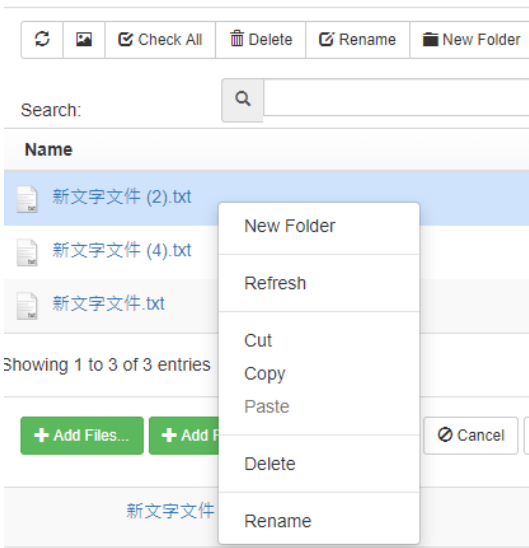 Check All Delete Rename New Folder
Search:
Name
新文字文件 (2).txt
新文字文件 (4).txt
新文字文件.txt
Showing 1 to 3 of 3 entries
New Folder
Refresh
Cut
Copy
Paste
Delete
Rename
Add Files... Add Cancel
新文字文件